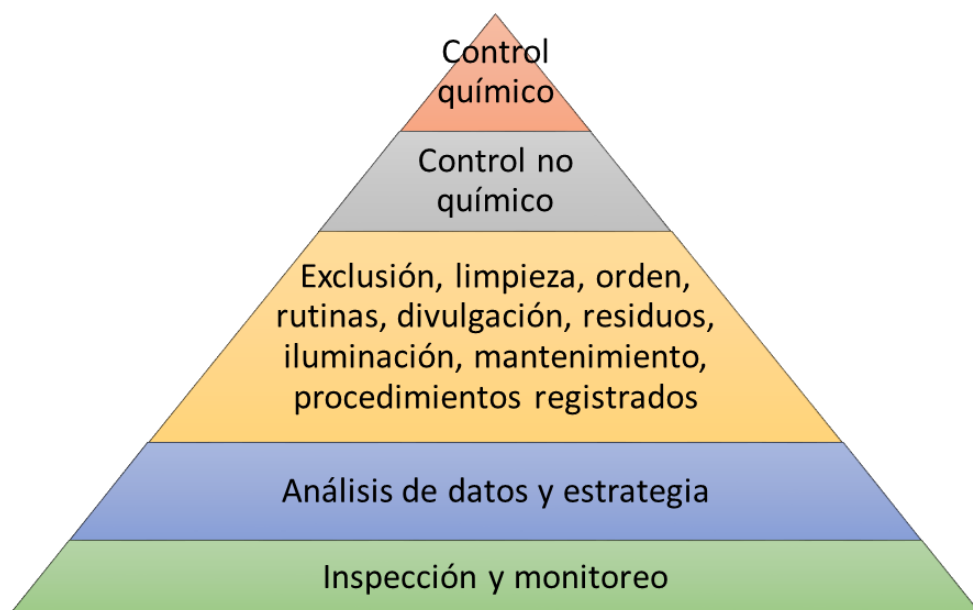 Control
químico
Control no
químico
Exclusión, limpieza, orden,
rutinas, divulgación, residuos,
iluminación, mantenimiento,
procedimientos registrados
Análisis de datos y estrategia
Inspección y monitoreo